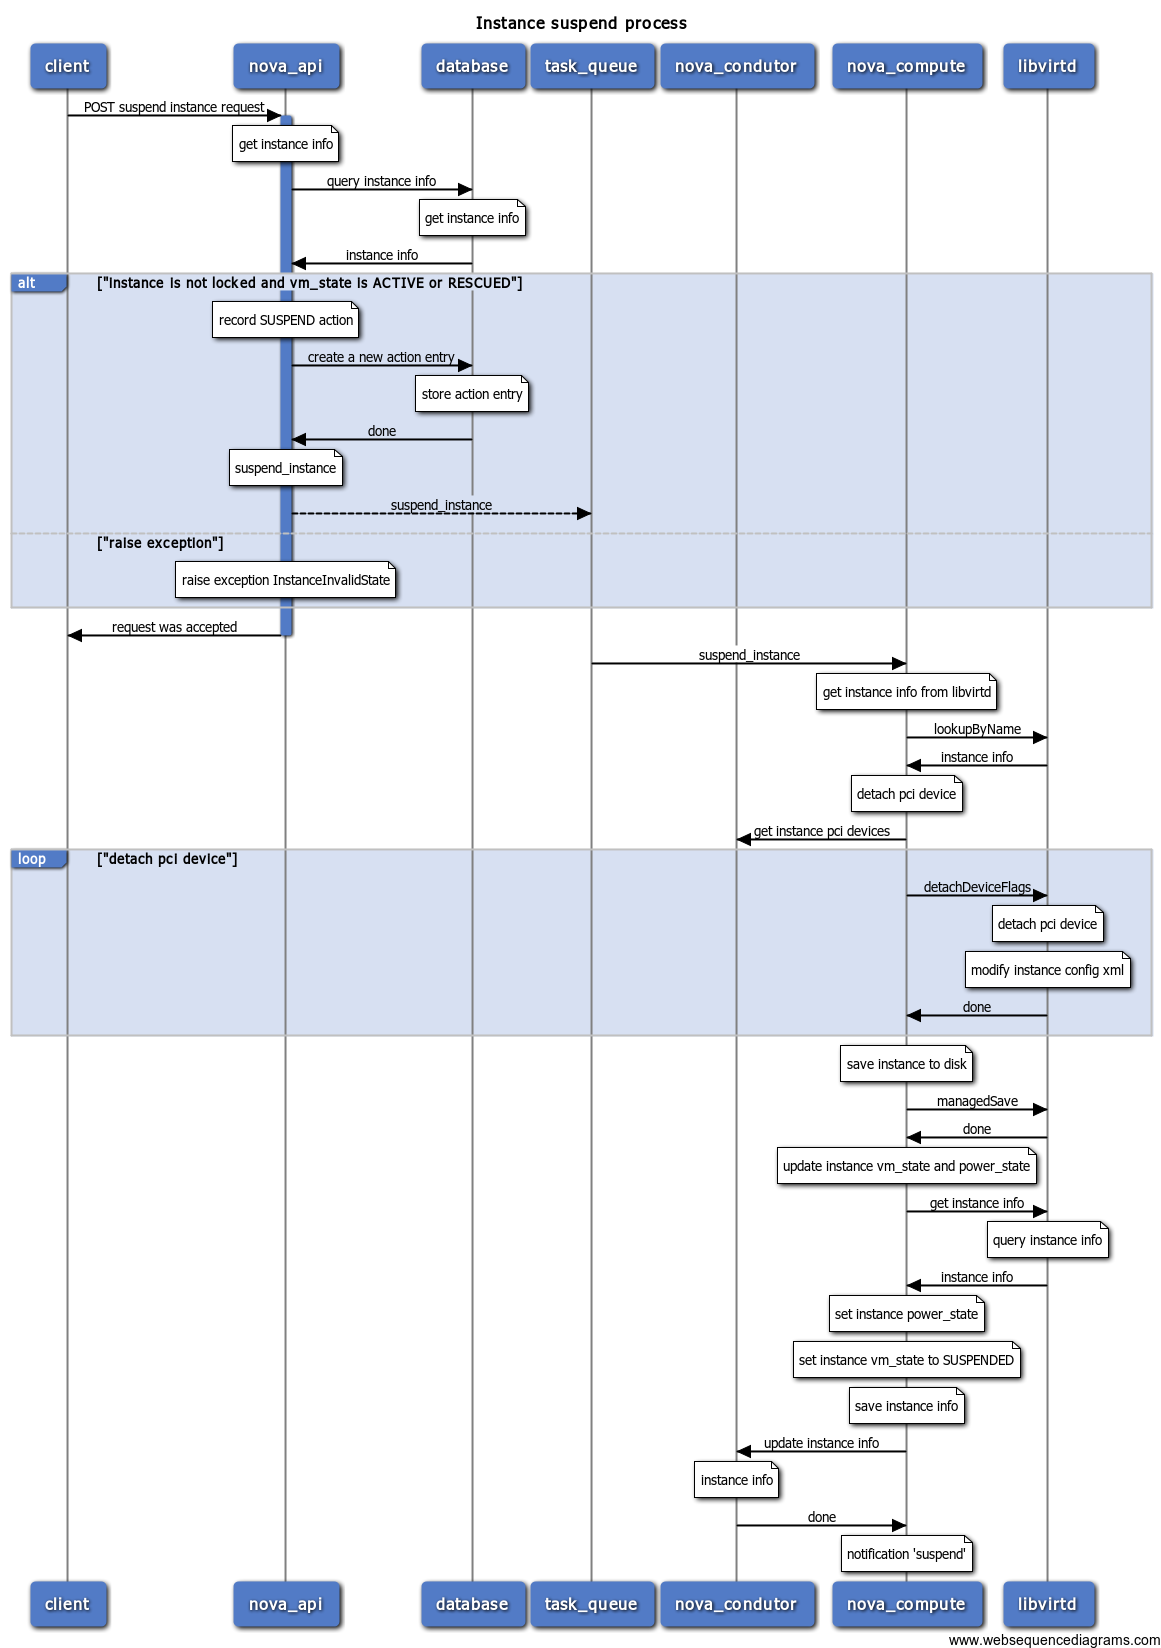 Instance suspend process
client
nova_api
database
task_queue
nova_condutor
nova_compute
libvirtd
POST suspend instance request
get instance info
query instance info
get instance info
instance info
alt
["instance is not locked and vm_state is ACTIVE or RESCUED"]
record SUSPEND action
create a new action entry
store action entry
done
suspend_instance
suspend_instance
["raise exception"]
raise exception InstanceInvalidState
request was accepted
suspend_instance
get instance info from libvirtd
lookupByName
instance info
detach pci device
get instance pci devices
loop
["detach pci device"]
detachDeviceFlags
detach pci device
modify instance config xml
done
save instance to disk
managedSave
done
update instance vm_state and power_state
get instance info
query instance info
instance info
set instance power_state
set instance vm_state to SUSPENDED
save instance info
update instance info
instance info
done
notification 'suspend'
client
nova_api
database
task_queue
nova_condutor
nova_compute
libvirtd
www.websequencediagrams.com